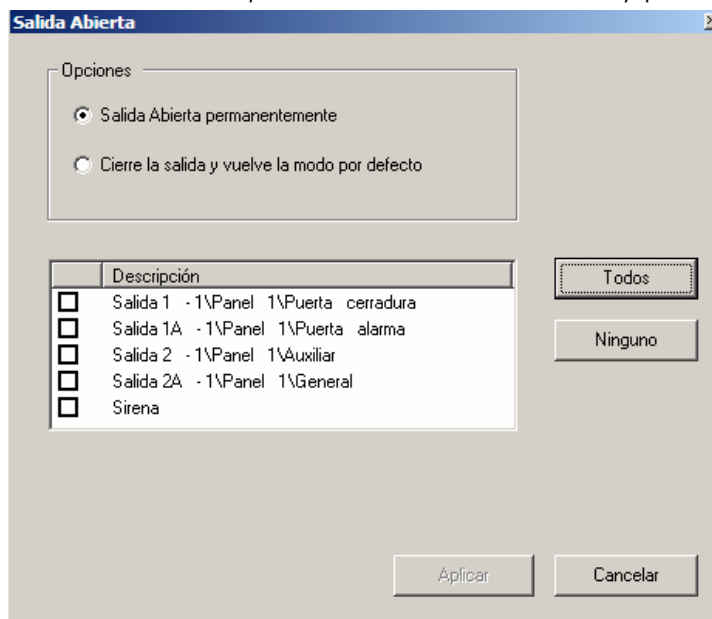 Salida Abierta
Opciones
Salida Abierta permanentemente
Cierre la salida y vuelve la modo por defecto
Descripción
Salida 1 - 1\Panel 1\Puerta cerradura
Salida 1A - 1\Panel 1\Puerta alarma
Salida 2 - 1\Panel 1\Auxiliar
Salida 2A - 1\Panel 1\General
Sirena
Todos
Ninguno
Aplicar
Cancelar